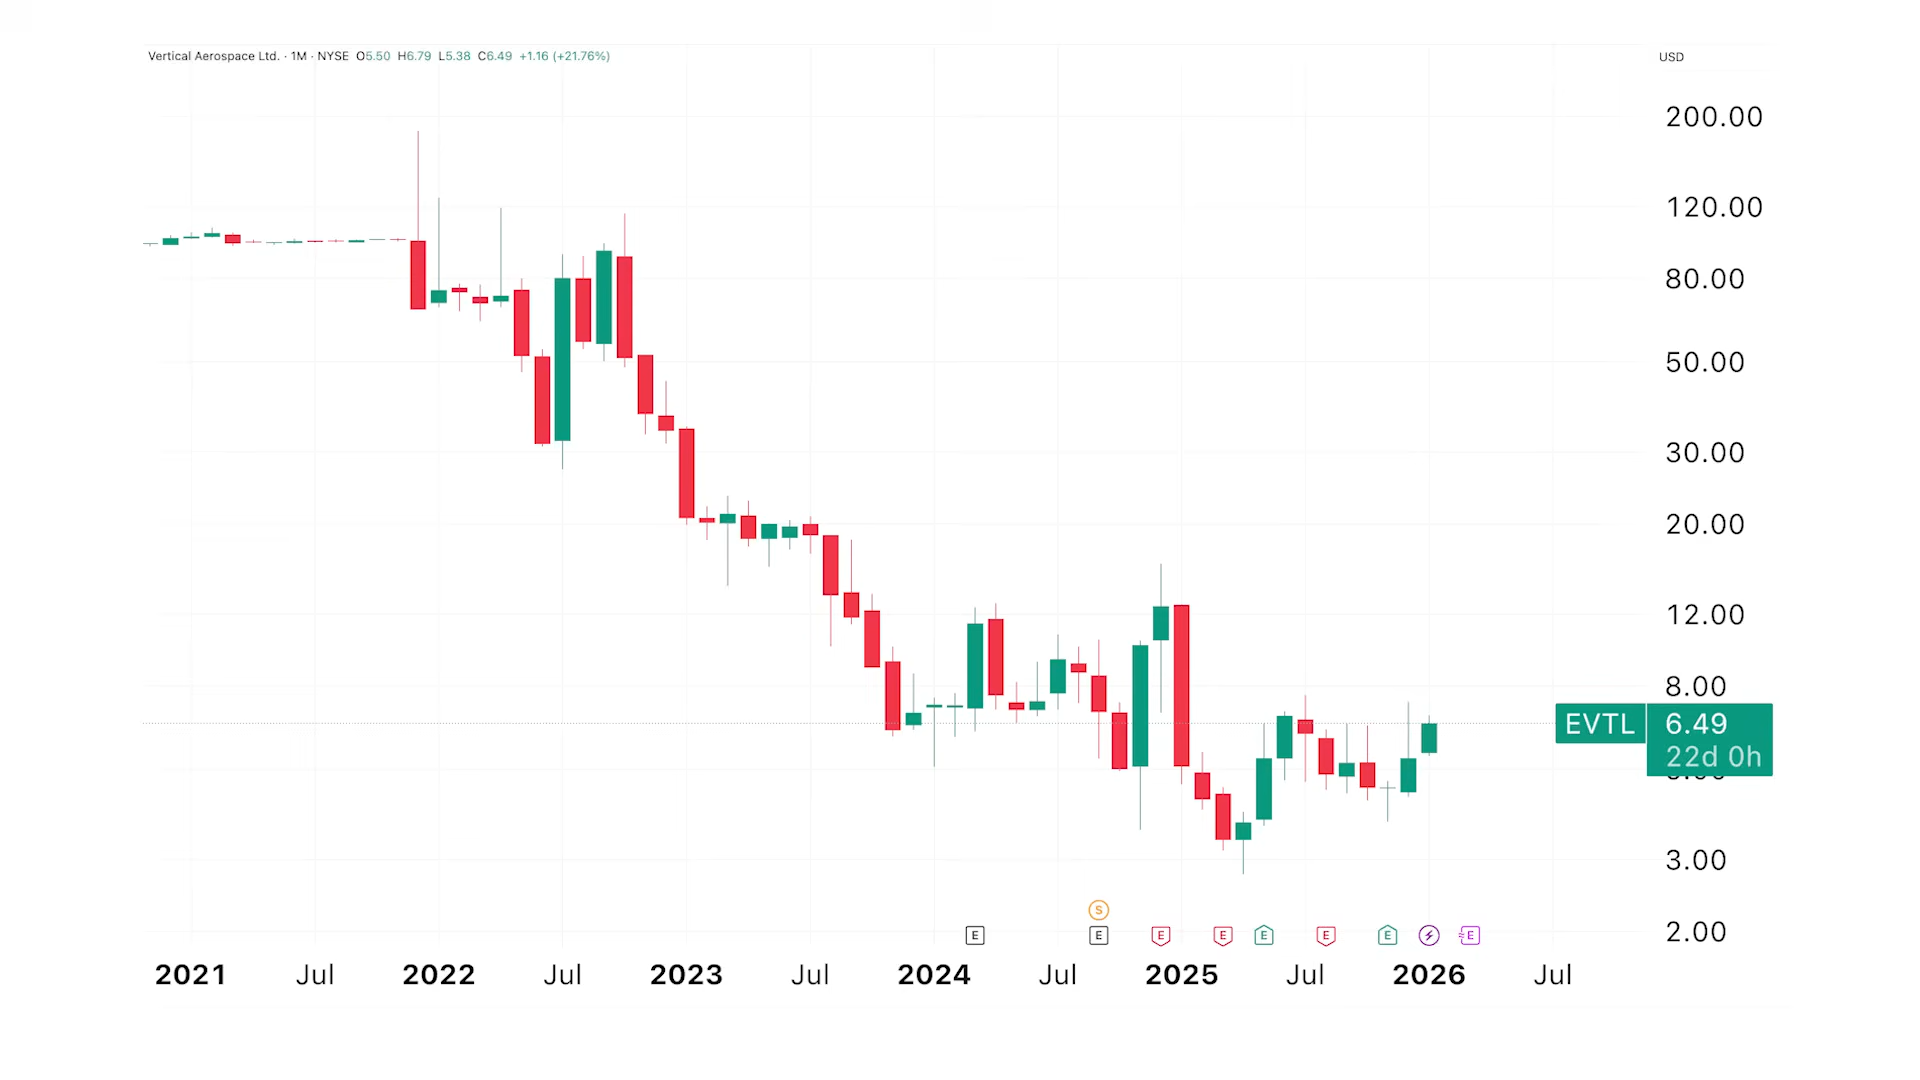 Vertical Aerospace Ltd. · 1M · NYSE O5.50 H6.79 L5.38 C6.49 +1.16 (+21.76%)
USD
200.00
120.00
80.00
50.00
30.00
20.00
12.00
8.00
EVTL 6.49
22d 0h
3.00
2.00
S
E E E E E E E E
2021 Jul 2022 Jul 2023 Jul 2024 Jul 2025 Jul 2026 Jul